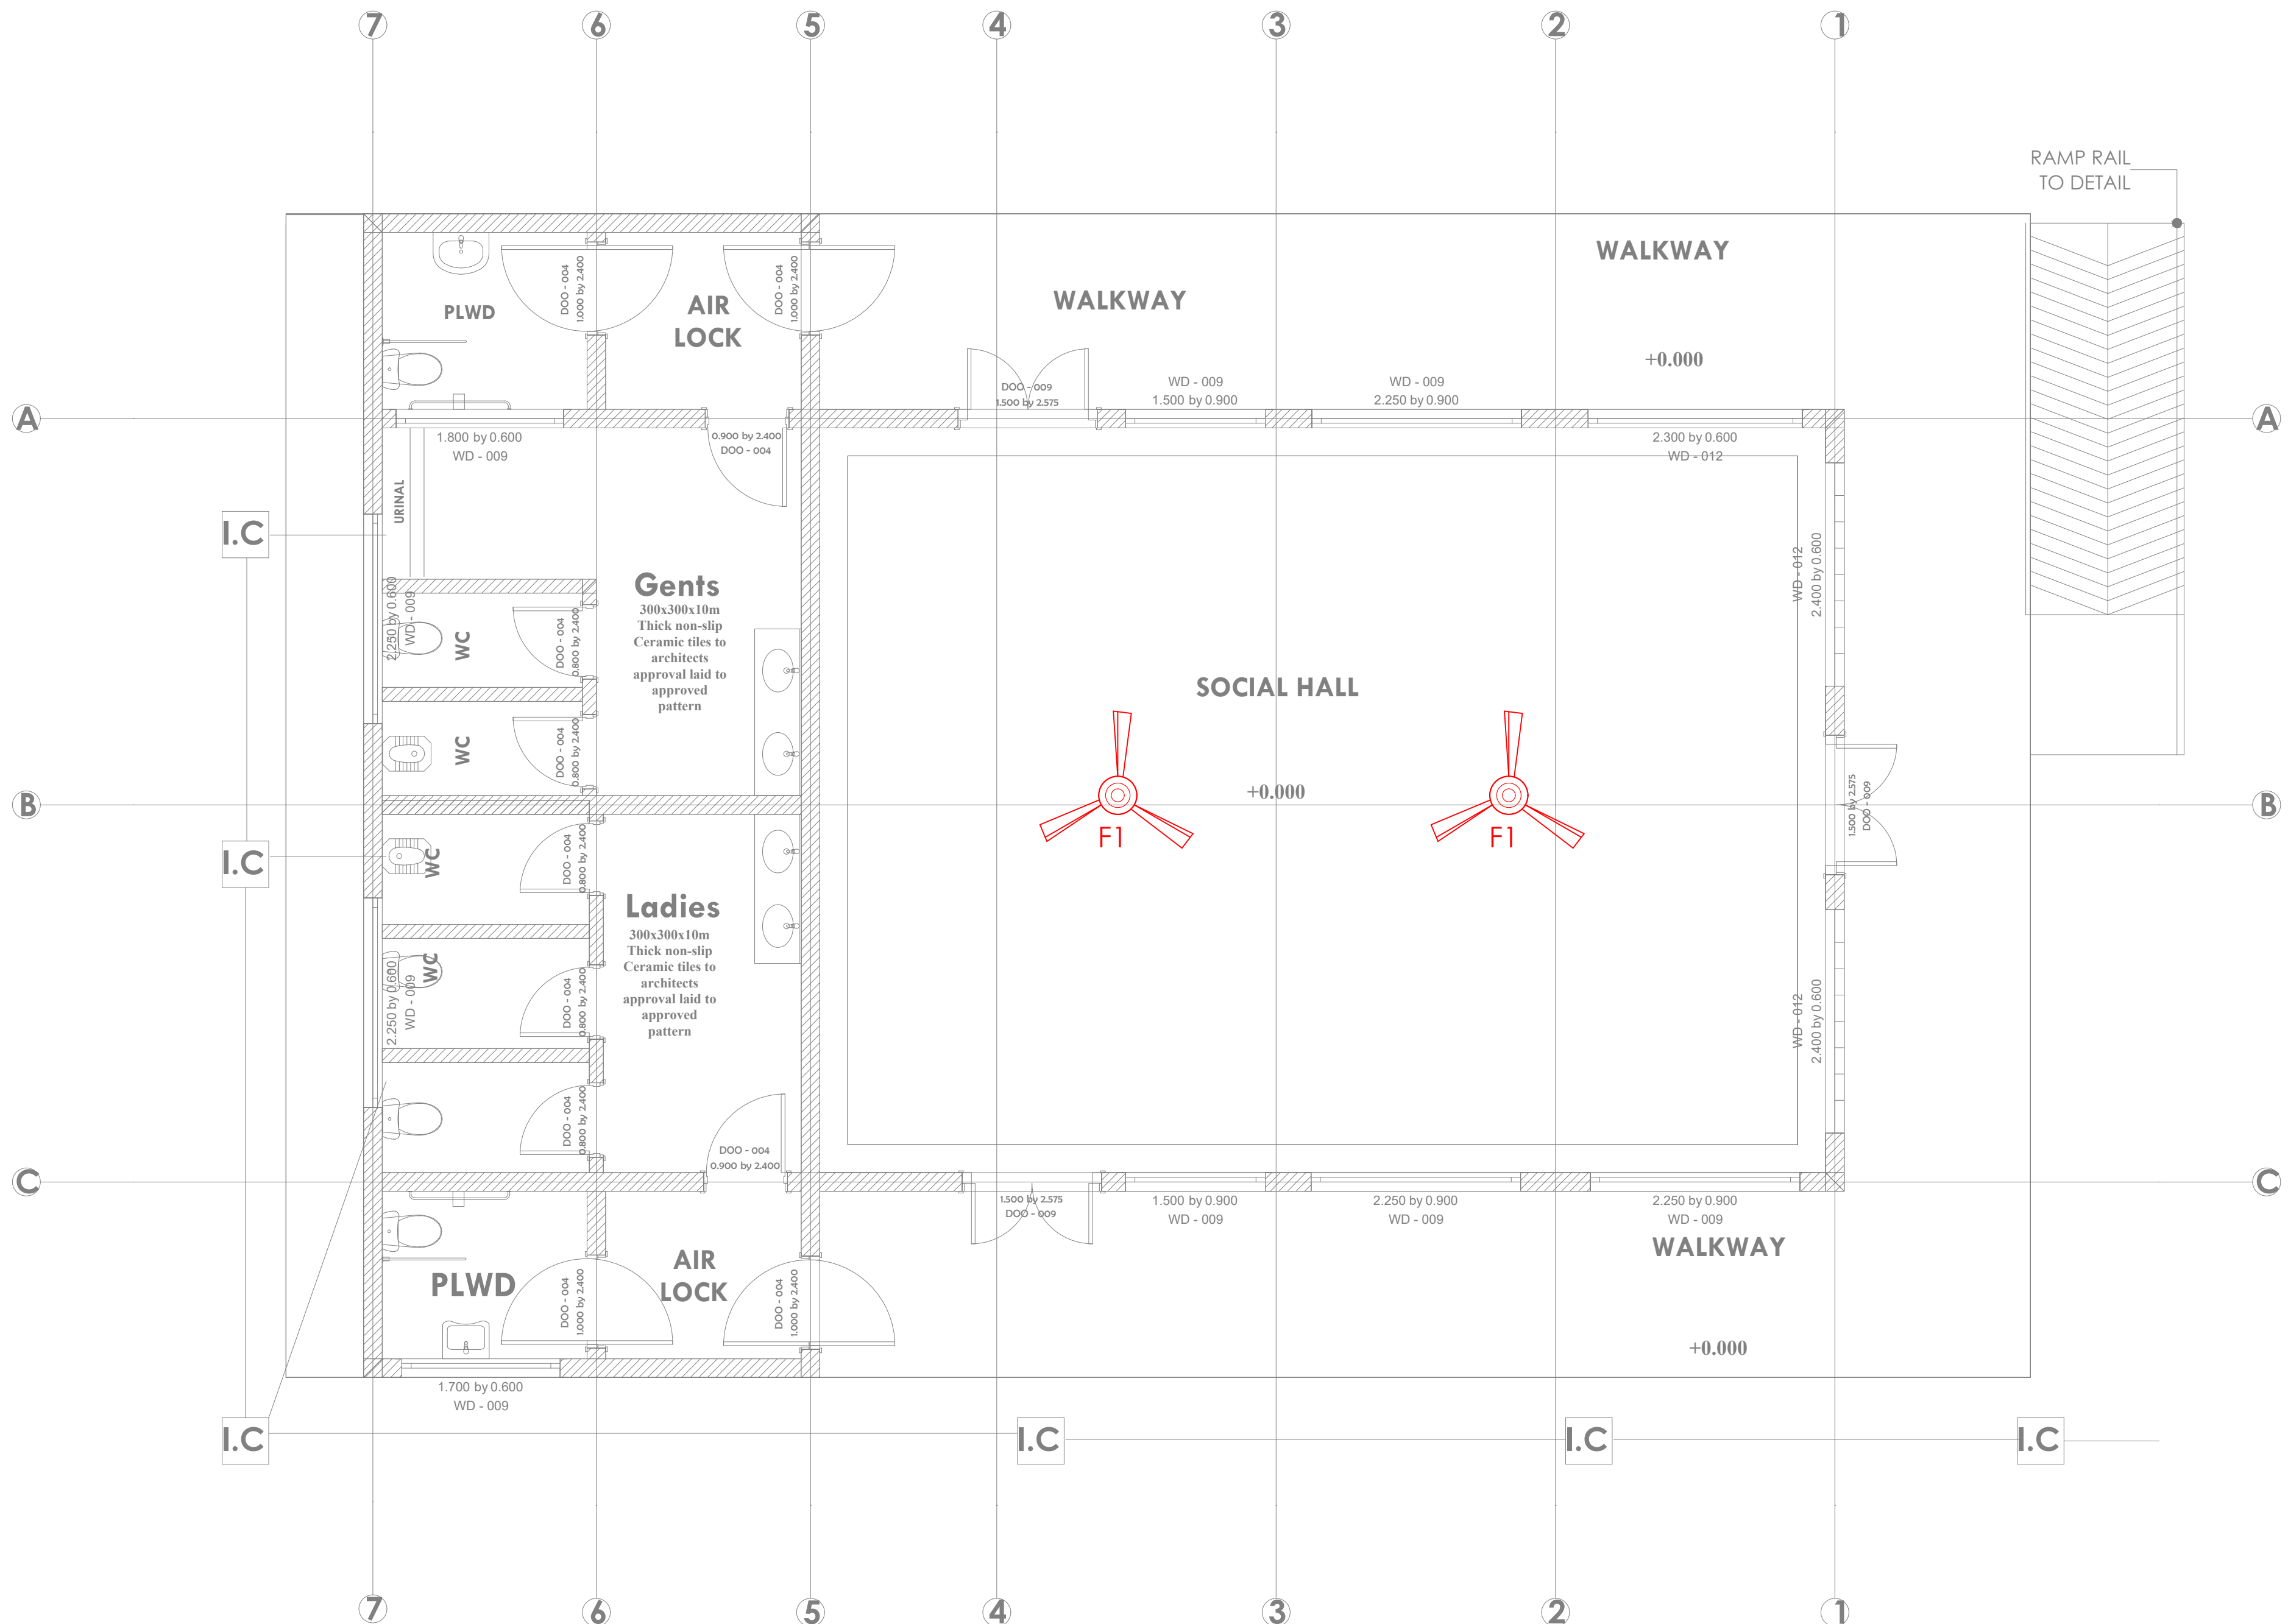 7 6 5 4 3 2 1
RAMP RAIL
TO DETAIL
WALKWAY
WALKWAY
+0.000
PLWD
DOO - 004
1.000 by 2.400
AIR
LOCK
DOO - 004
1.000 by 2.400
DOO - 009
1.500 by 2.575
WD - 009
1.500 by 0.900
WD - 009
2.250 by 0.900
A
A
1.800 by 0.600
WD - 009
0.900 by 2.400
DOO - 004
2.300 by 0.600
WD - 012
URINAL
I.C
WD - 012
2.400 by 0.600
Gents
300x300x10m
Thick non-slip
Ceramic tiles to
architects
approval laid to
approved
pattern
2.250 by 0.600
WD - 009
WC
DOO - 004
0.800 by 2.400
SOCIAL HALL
WC
DOO - 004
0.800 by 2.400
+0.000
F1
F1
1.500 by 2.575
DOO - 009
B
B
I.C
WC
DOO - 004
0.800 by 2.400
Ladies
300x300x10m
Thick non-slip
Ceramic tiles to
architects
approval laid to
approved
pattern
WC
2.250 by 0.600
WD - 009
DOO - 004
0.800 by 2.400
WD - 012
2.400 by 0.600
DOO - 004
0.800 by 2.400
DOO - 004
0.900 by 2.400
C
C
1.500 by 2.575
DOO - 009
1.500 by 0.900
WD - 009
2.250 by 0.900
WD - 009
2.250 by 0.900
WD - 009
WALKWAY
PLWD
DOO - 004
1.000 by 2.400
AIR
LOCK
DOO - 004
1.000 by 2.400
+0.000
1.700 by 0.600
WD - 009
I.C
I.C
I.C
I.C
7 6 5 4 3 2 1